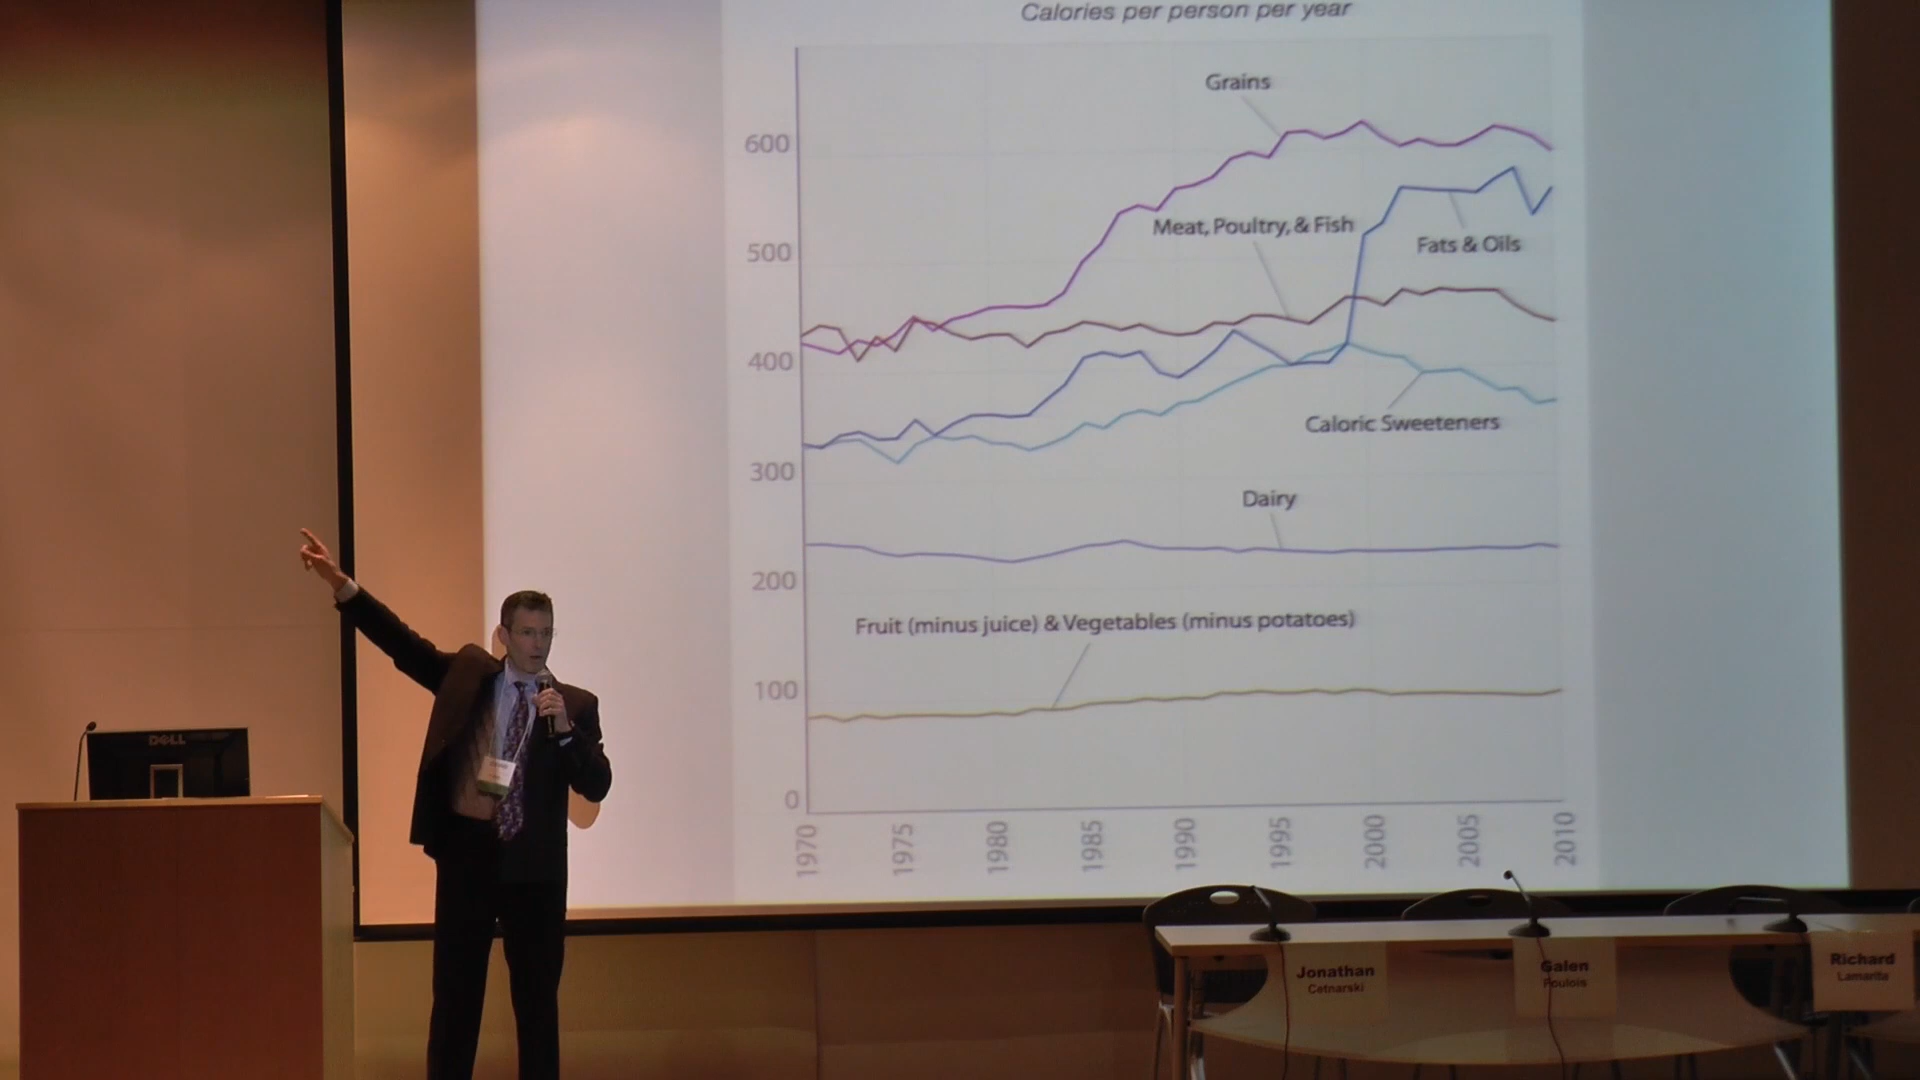 Calories per person per year
Grains
600
Meat, Poultry, & Fish
500
Fats & Oils
400
Caloric Sweeteners
300
Dairy
200
Fruit (minus juice) & Vegetables (minus potatoes)
100
0
1970
1975
1980
1985
1990
1995
2000
2005
2010
DELL
Jonathan
Cetnarski
Galen
Poulois
Richard
Lamarita